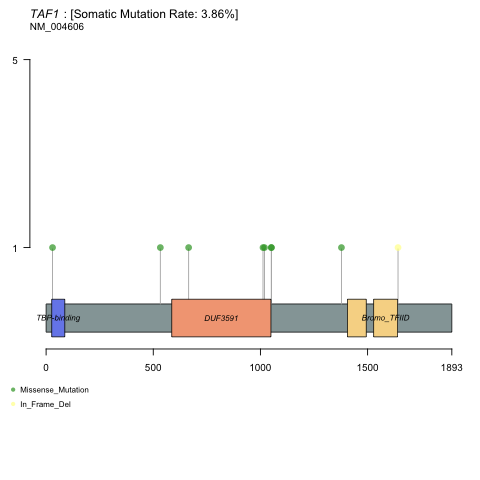 TAF1 : [Somatic Mutation Rate: 3.86%]
NM_004606
5
1
TBP-binding
DUF3591
Bromo_TFIID
0 500 1000 1500 1893
Missense_Mutation
In_Frame_Del